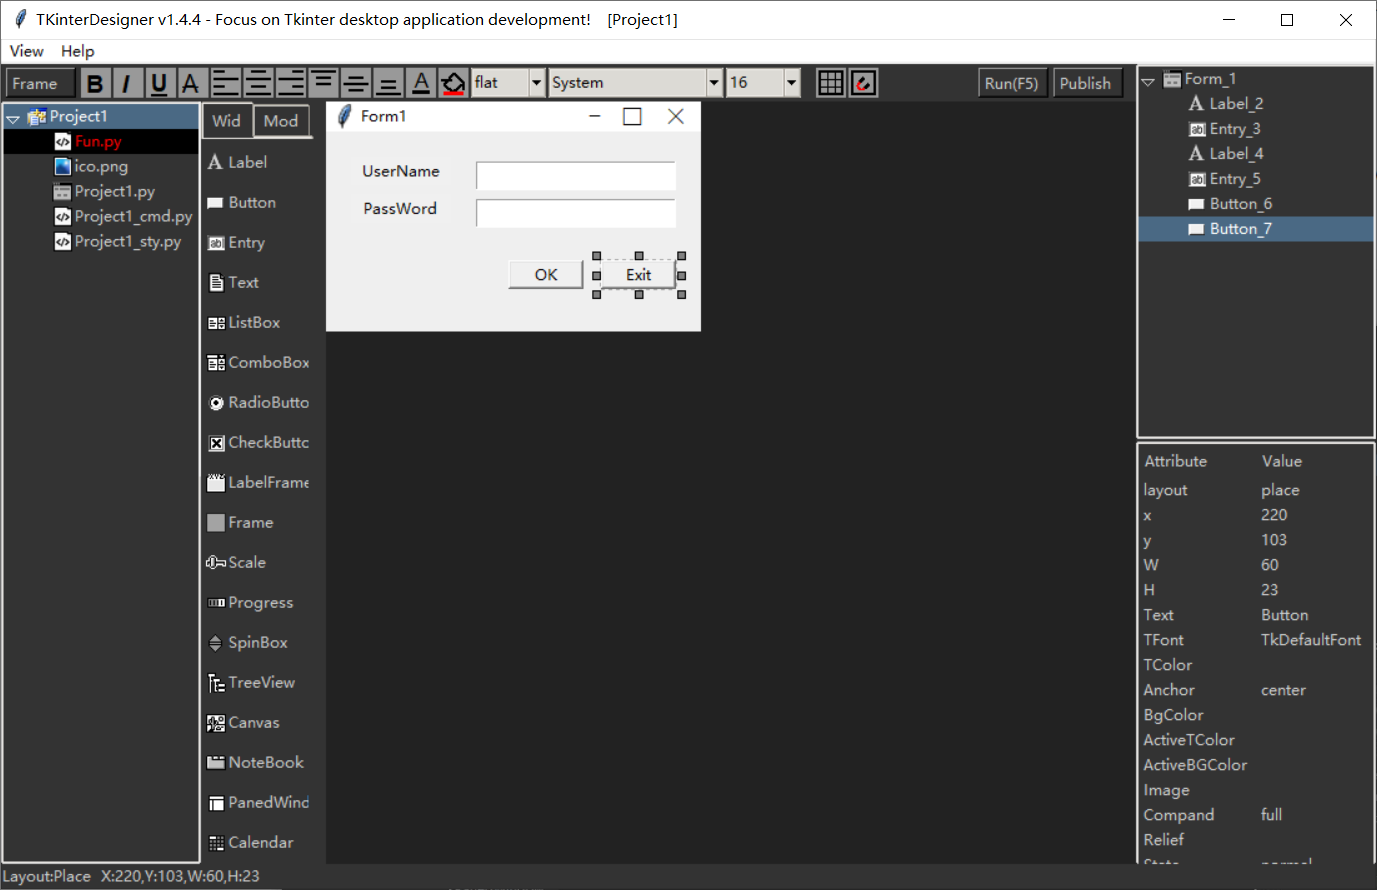 TKinterDesigner v1.4.4 - Focus on Tkinter desktop application development! [Project1]
View Help
Frame B I U A A flat System 16 Run(F5) Publish
Project1
Fun.py
ico.png
Project1.py
Project1_cmd.py
Project1_sty.py
Wid Mod
Label
Button
Entry
Text
ListBox
ComboBox
RadioButto
CheckButtc
LabelFrame
Frame
Scale
Progress
SpinBox
TreeView
Canvas
NoteBook
PanedWind
Calendar
Form1
UserName
PassWord
OK Exit
Form_1
Label_2
Entry_3
Label_4
Entry_5
Button_6
Button_7
Attribute Value
layout place
x 220
y 103
W 60
H 23
Text Button
TFont TkDefaultFont
TColor
Anchor center
BgColor
ActiveTColor
ActiveBGColor
Image
Compand full
Relief
Layout:Place X:220,Y:103,W:60,H:23